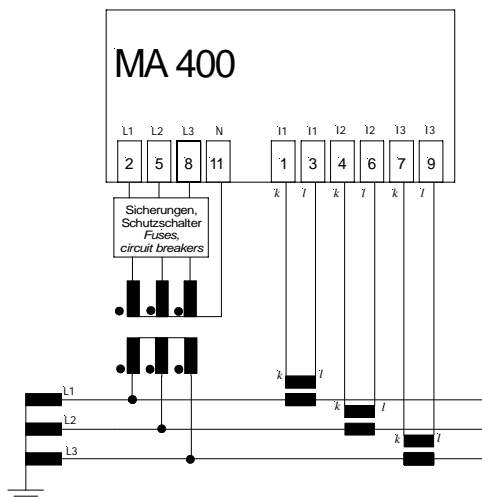 MA 400
L1 L2 L3 N I1 I1 I2 I2 I3 I3
2 5 8 11 1 3 4 6 7 9
k l k l k l
Sicherungen,
Schutzschalter
Fuses,
circuit breakers
k l
L1
k l
L2
k l
L3